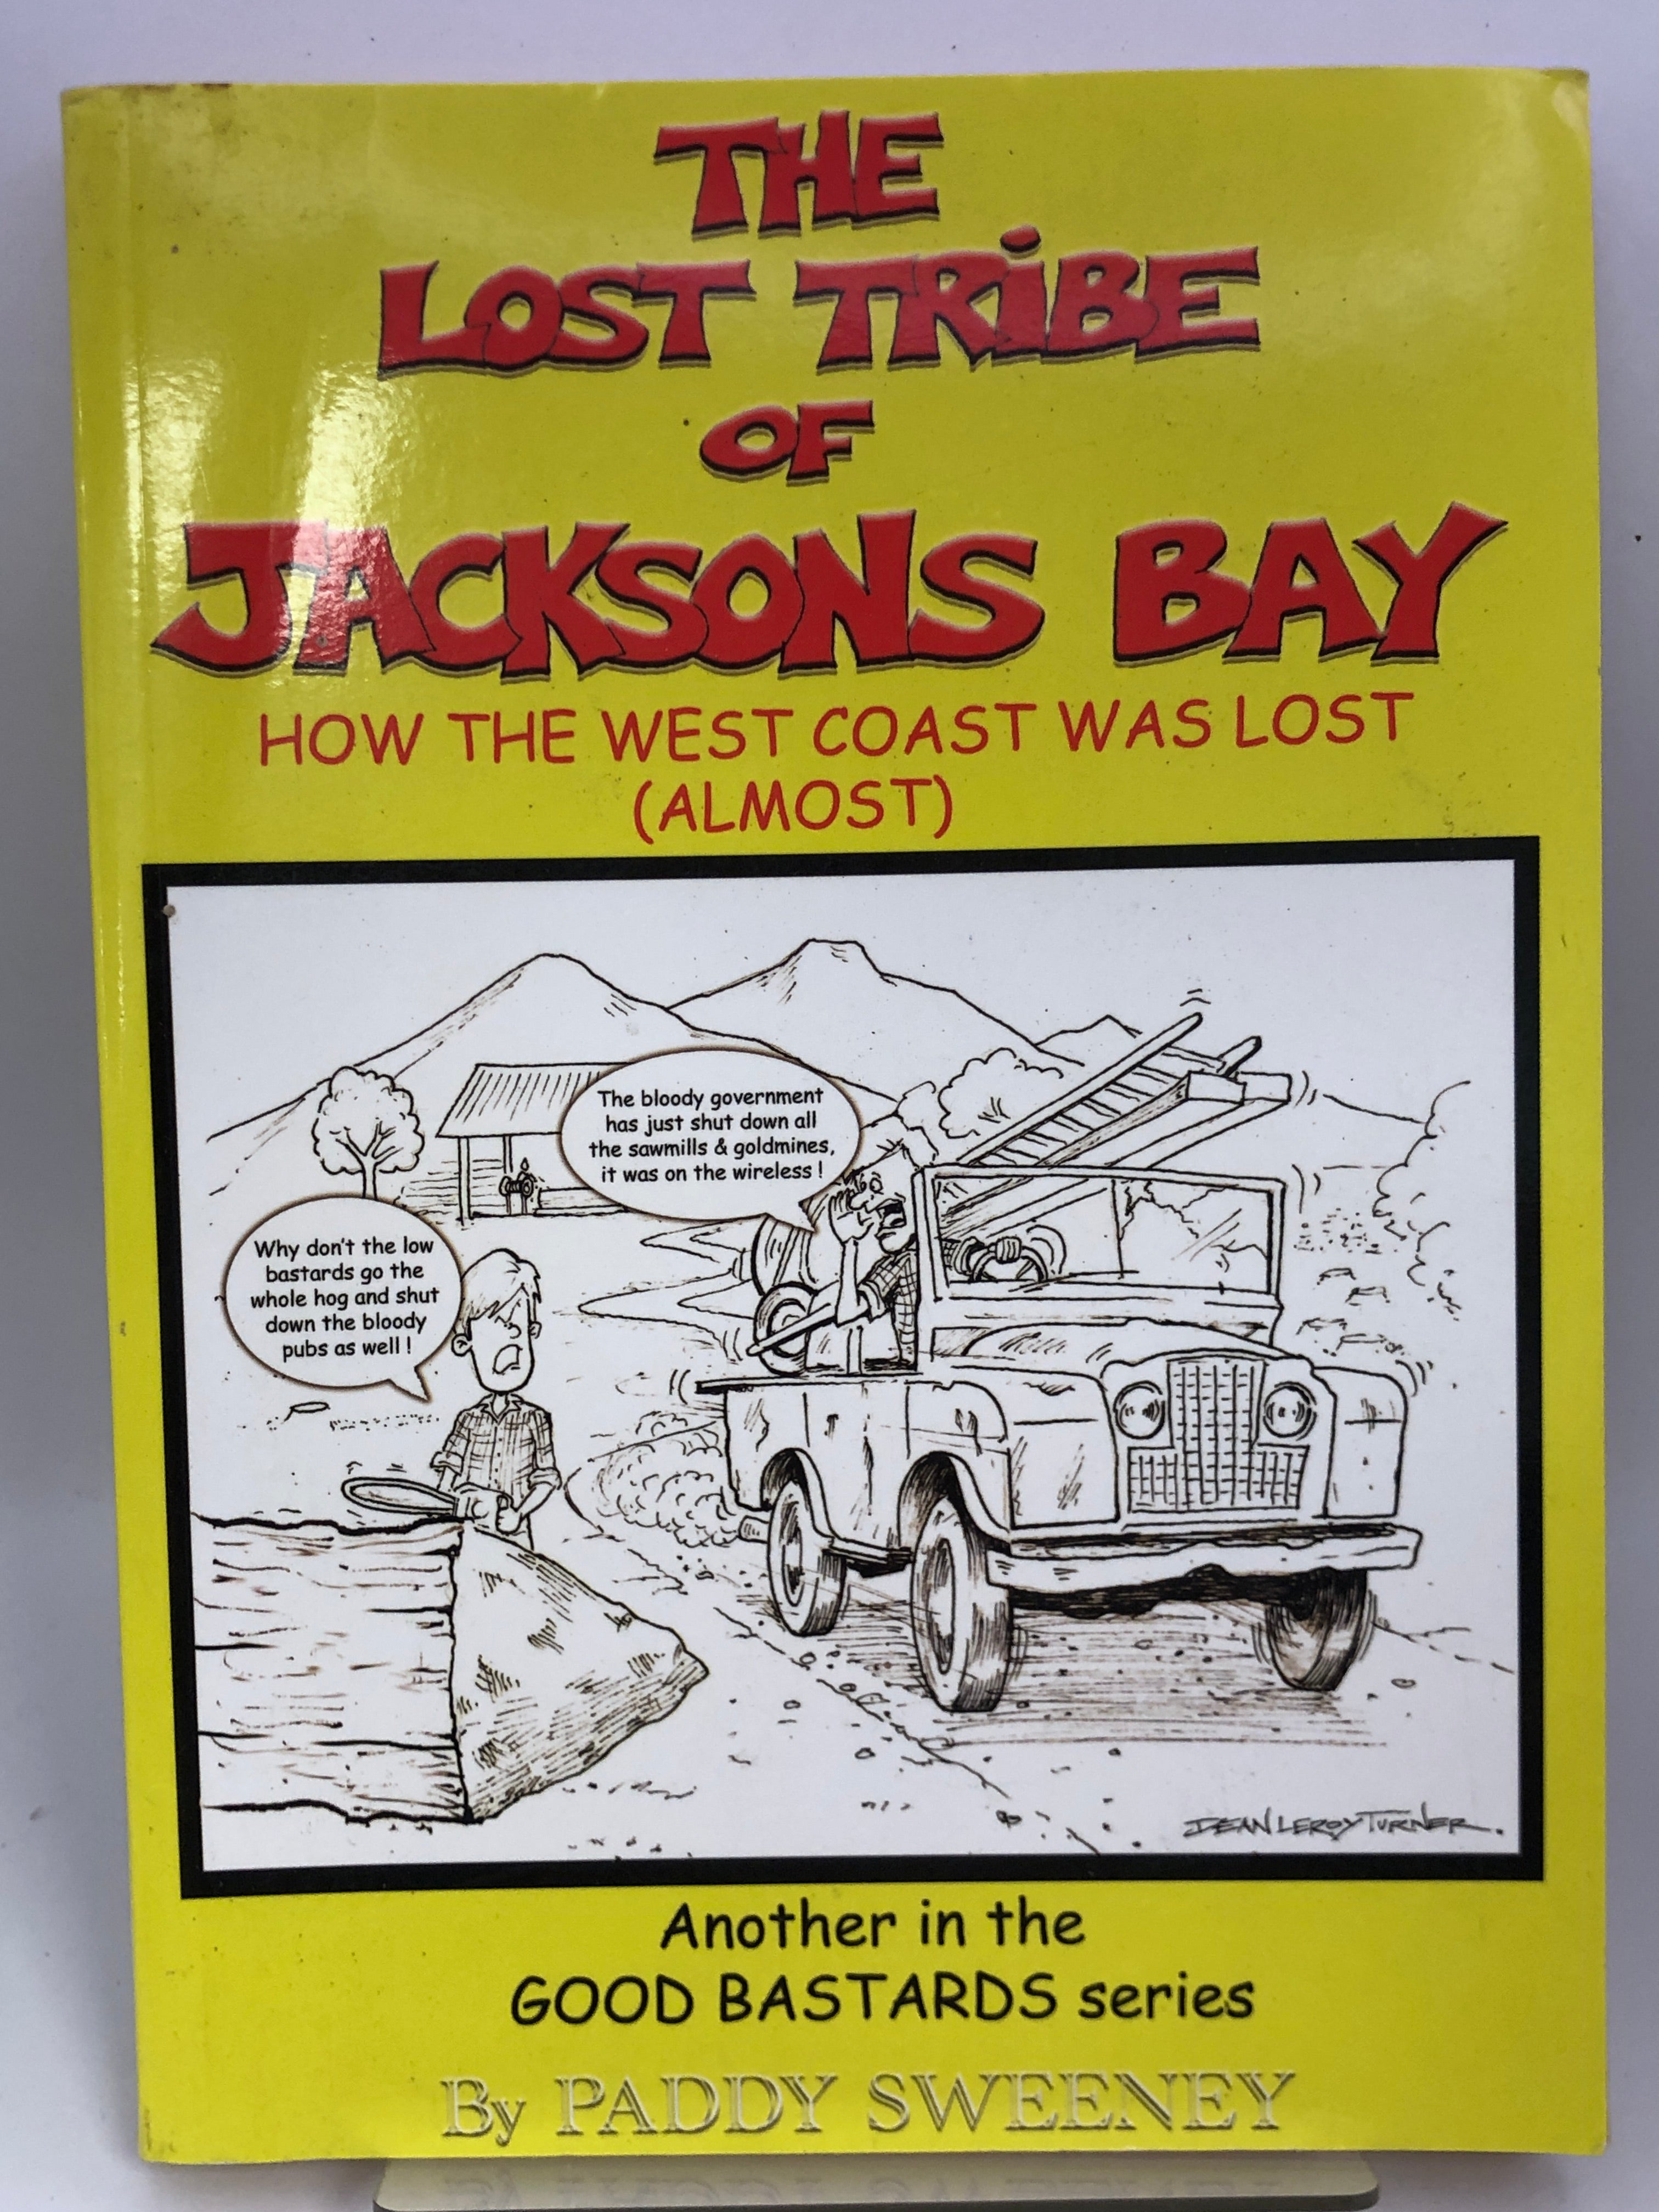 THE
LOST TRiBE
OF
JACKSONS BAY
HOW THE WEST COAST WAS LOST
(ALMOST)
The bloody government
has just shut down all
the sawmills & goldmines,
it was on the wireless !
Why don't the low
bastards go the
whole hog and shut
down the bloody
pubs as well !
DEAN LEROY TURNER.
Another in the
GOOD BASTARDS series
By PADDY SWEENEY